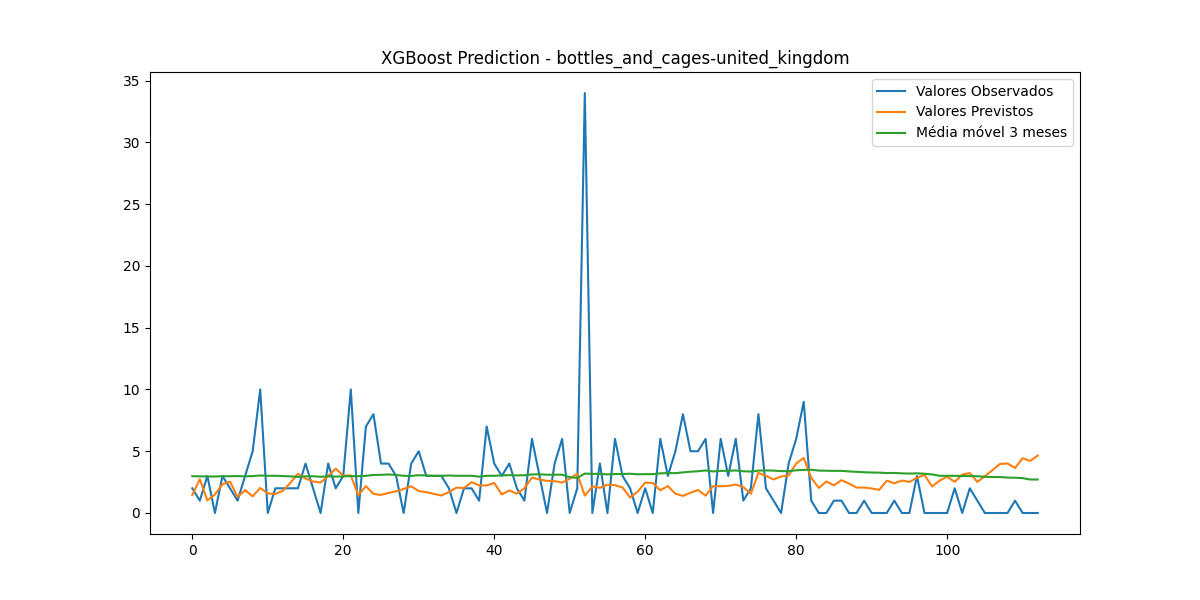 XGBoost Prediction - bottles_and_cages-united_kingdom
35
30
25
20
15
10
5
0
Valores Observados
Valores Previstos
Média móvel 3 meses
0 20 40 60 80 100